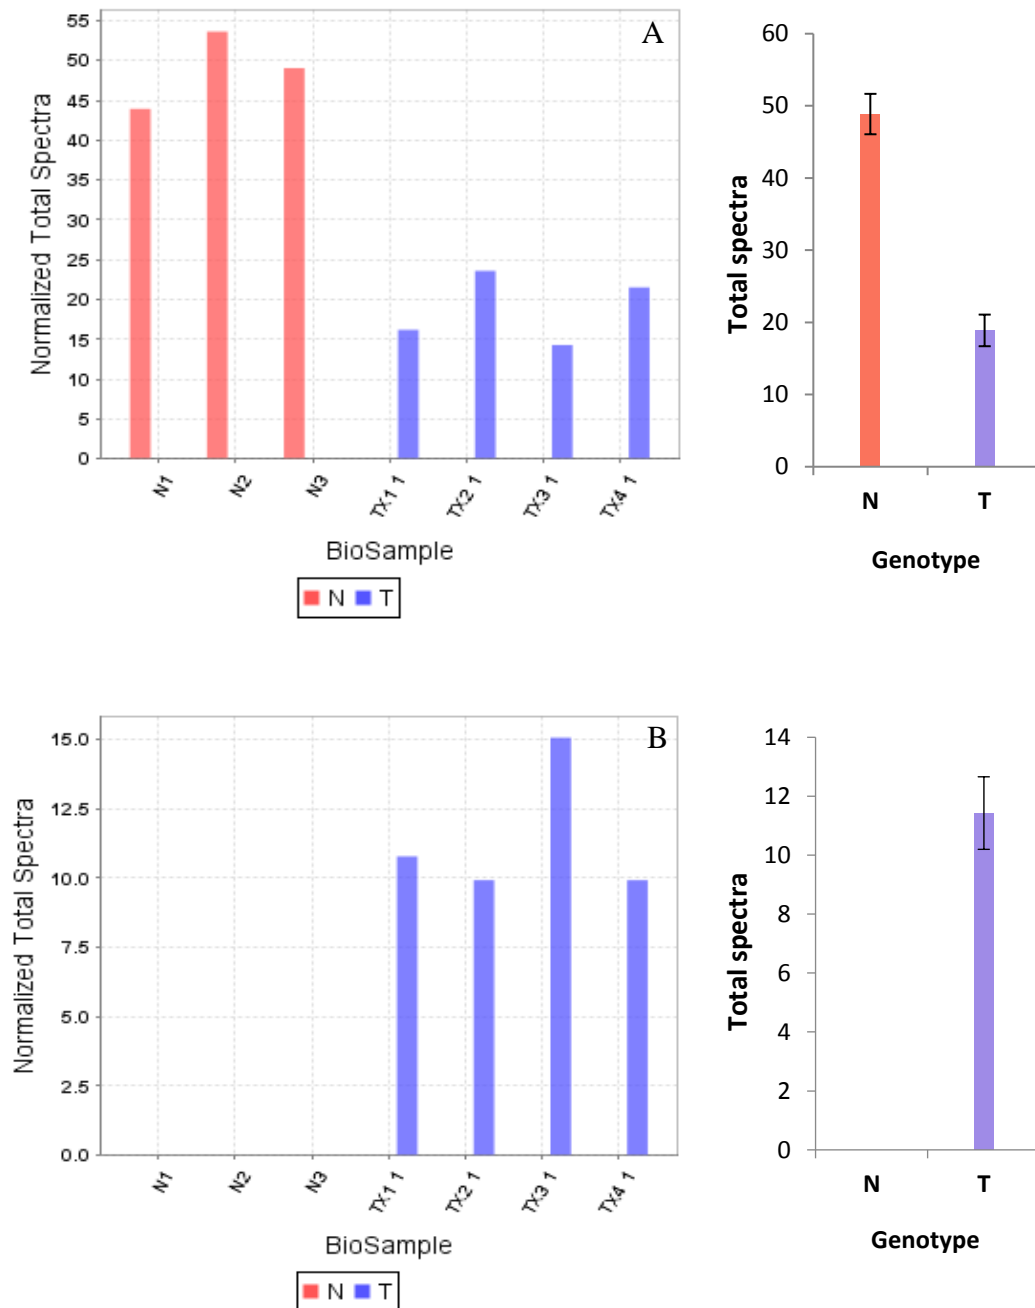 A
Normalized Total Spectra
55
50
45
40
35
30
25
20
15
10
5
0
N1
N2
N3
TX1 1
TX2 1
TX3 1
TX4 1
BioSample
N T
Total spectra
60
50
40
30
20
10
0
N T
Genotype
B
Normalized Total Spectra
15.0
12.5
10.0
7.5
5.0
2.5
0.0
N1
N2
N3
TX1 1
TX2 1
TX3 1
TX4 1
BioSample
N T
Total spectra
14
12
10
8
6
4
2
0
N T
Genotype